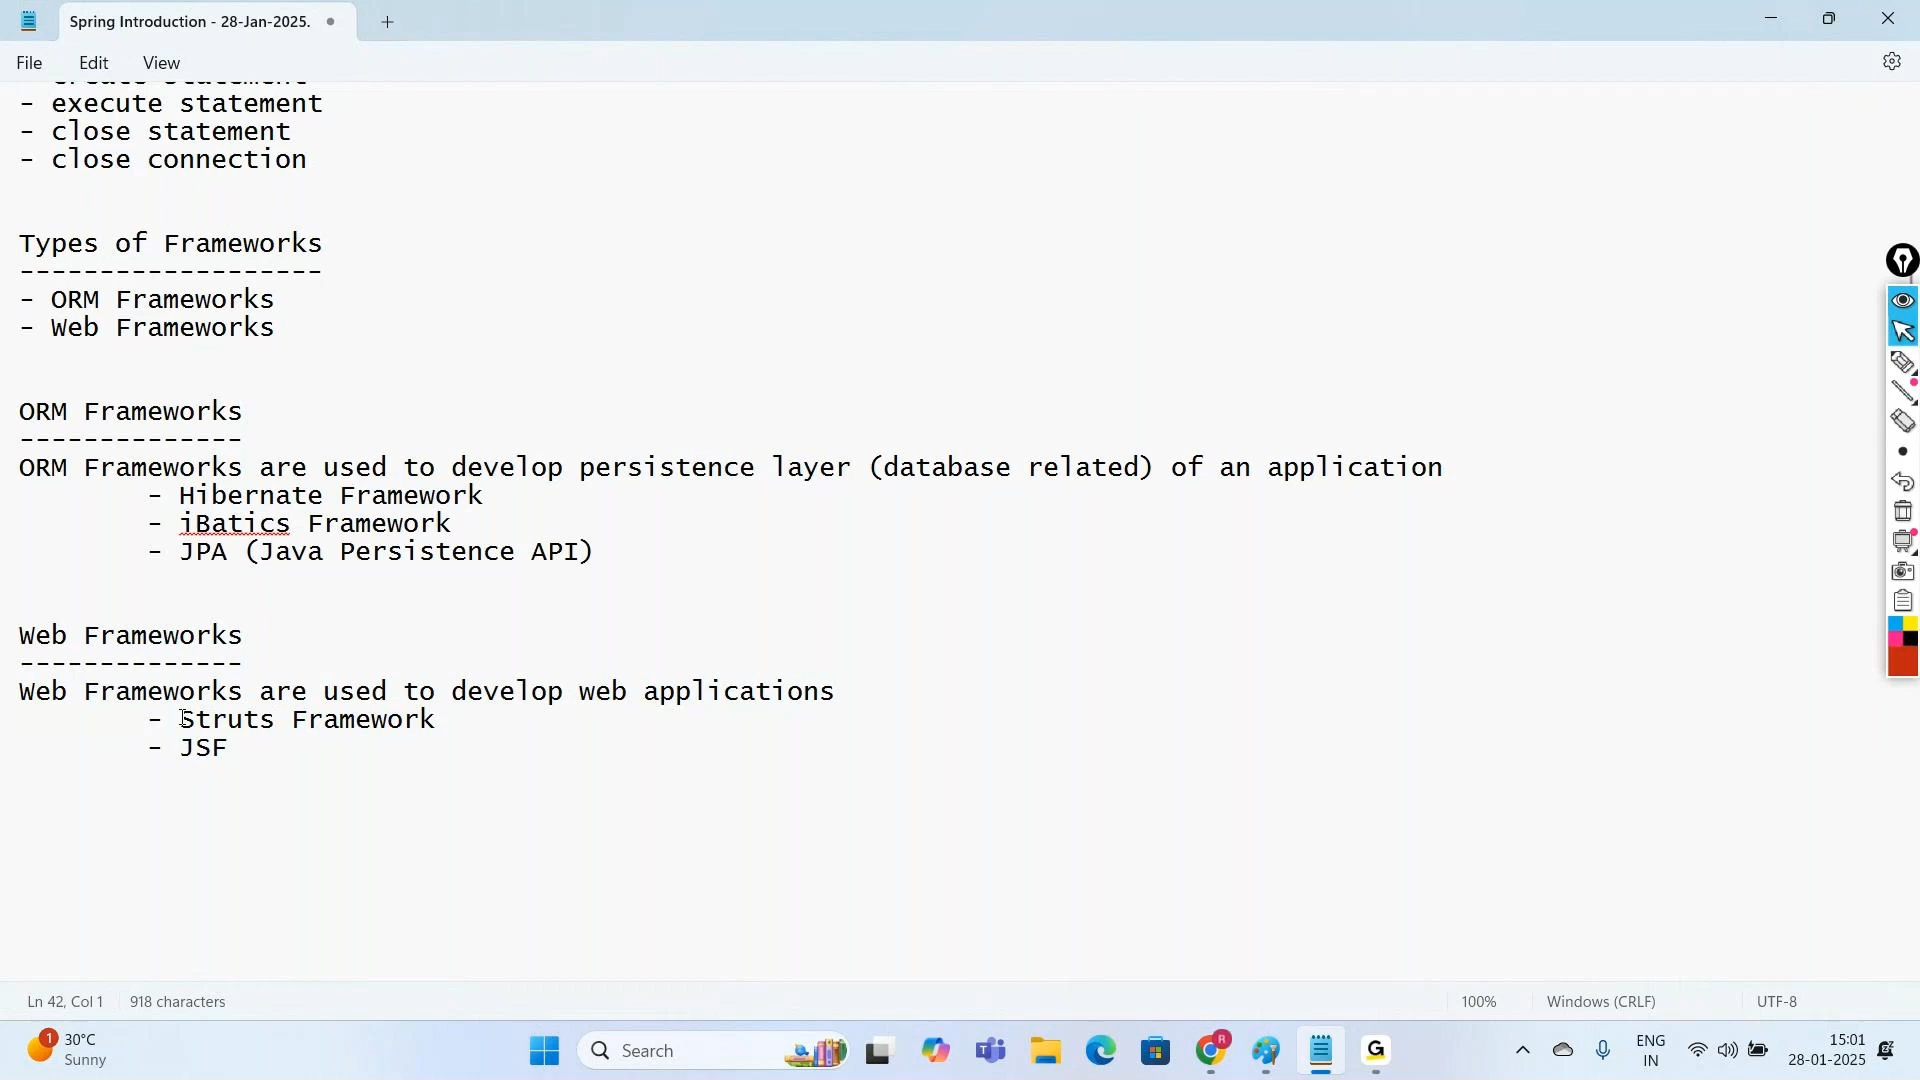 Spring Introduction - 28-Jan-2025.
File Edit View
- create statement
- execute statement
- close statement
- close connection
Types of Frameworks
-------------------
- ORM Frameworks
- Web Frameworks
ORM Frameworks
--------------
ORM Frameworks are used to develop persistence layer (database related) of an application
- Hibernate Framework
- iBatics Framework
- JPA (Java Persistence API)
Web Frameworks
--------------
Web Frameworks are used to develop web applications
- Struts Framework
- JSF
Ln 42, Col 1 918 characters 100% Windows (CRLF) UTF-8
1 30°C
Sunny
Search
R
G
ENG
IN
15:01
28-01-2025